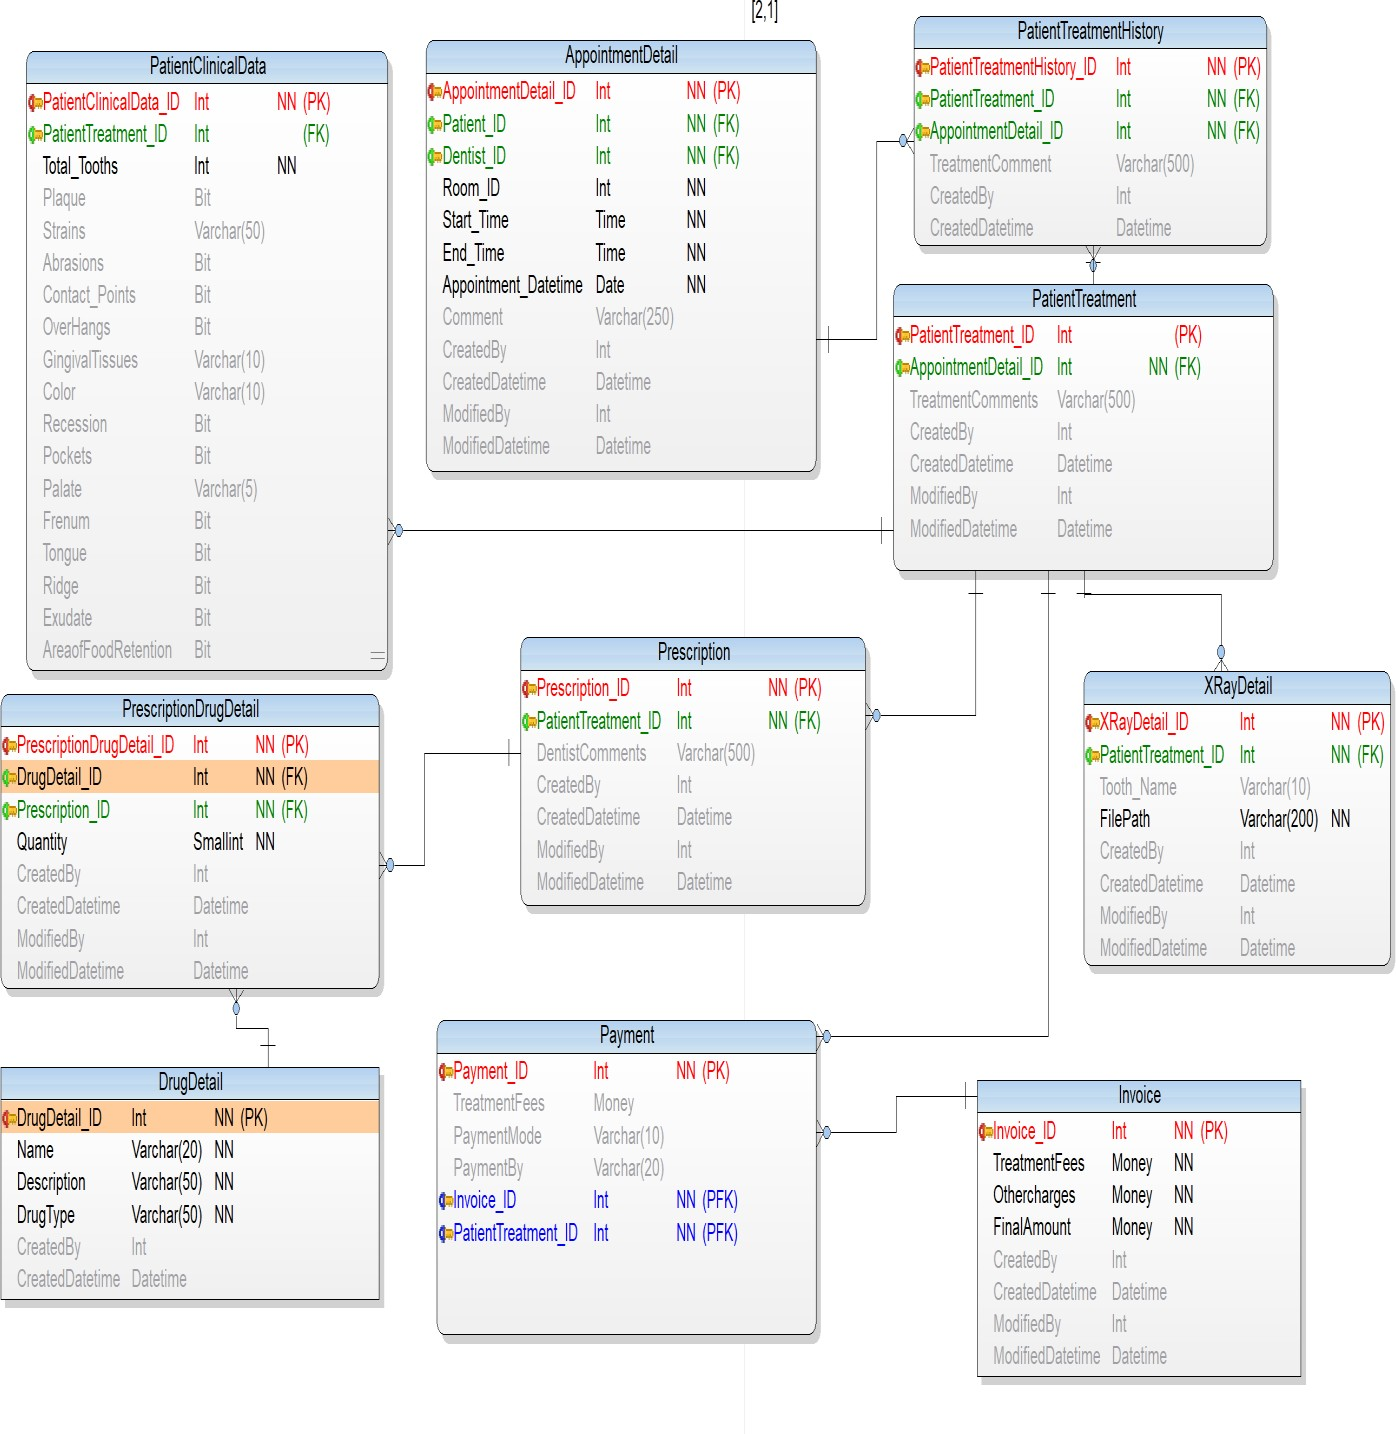 [2,1]
PatientClinicalData
PatientClinicalData_ID Int NN (PK)
PatientTreatment_ID Int (FK)
Total_Tooths Int NN
Plaque Bit
Strains Varchar(50)
Abrasions Bit
Contact_Points Bit
OverHangs Bit
GingivalTissues Varchar(10)
Color Varchar(10)
Recession Bit
Pockets Bit
Palate Varchar(5)
Frenum Bit
Tongue Bit
Ridge Bit
Exudate Bit
AreaofFoodRetention Bit
AppointmentDetail
AppointmentDetail_ID Int NN (PK)
Patient_ID Int NN (FK)
Dentist_ID Int NN (FK)
Room_ID Int NN
Start_Time Time NN
End_Time Time NN
Appointment_Datetime Date NN
Comment Varchar(250)
CreatedBy Int
CreatedDatetime Datetime
ModifiedBy Int
ModifiedDatetime Datetime
PatientTreatmentHistory
PatientTreatmentHistory_ID Int NN (PK)
PatientTreatment_ID Int NN (FK)
AppointmentDetail_ID Int NN (FK)
TreatmentComment Varchar(500)
CreatedBy Int
CreatedDatetime Datetime
PatientTreatment
PatientTreatment_ID Int (PK)
AppointmentDetail_ID Int NN (FK)
TreatmentComments Varchar(500)
CreatedBy Int
CreatedDatetime Datetime
ModifiedBy Int
ModifiedDatetime Datetime
PrescriptionDrugDetail
PrescriptionDrugDetail_ID Int NN (PK)
DrugDetail_ID Int NN (FK)
Prescription_ID Int NN (FK)
Quantity Smallint NN
CreatedBy Int
CreatedDatetime Datetime
ModifiedBy Int
ModifiedDatetime Datetime
Prescription
Prescription_ID Int NN (PK)
PatientTreatment_ID Int NN (FK)
DentistComments Varchar(500)
CreatedBy Int
CreatedDatetime Datetime
ModifiedBy Int
ModifiedDatetime Datetime
XRayDetail
XRayDetail_ID Int NN (PK)
PatientTreatment_ID Int NN (FK)
Tooth_Name Varchar(10)
FilePath Varchar(200) NN
CreatedBy Int
CreatedDatetime Datetime
ModifiedBy Int
ModifiedDatetime Datetime
DrugDetail
DrugDetail_ID Int NN (PK)
Name Varchar(20) NN
Description Varchar(50) NN
DrugType Varchar(50) NN
CreatedBy Int
CreatedDatetime Datetime
Payment
Payment_ID Int NN (PK)
TreatmentFees Money
PaymentMode Varchar(10)
PaymentBy Varchar(20)
Invoice_ID Int NN (PFK)
PatientTreatment_ID Int NN (PFK)
Invoice
Invoice_ID Int NN (PK)
TreatmentFees Money NN
Othercharges Money NN
FinalAmount Money NN
CreatedBy Int
CreatedDatetime Datetime
ModifiedBy Int
ModifiedDatetime Datetime